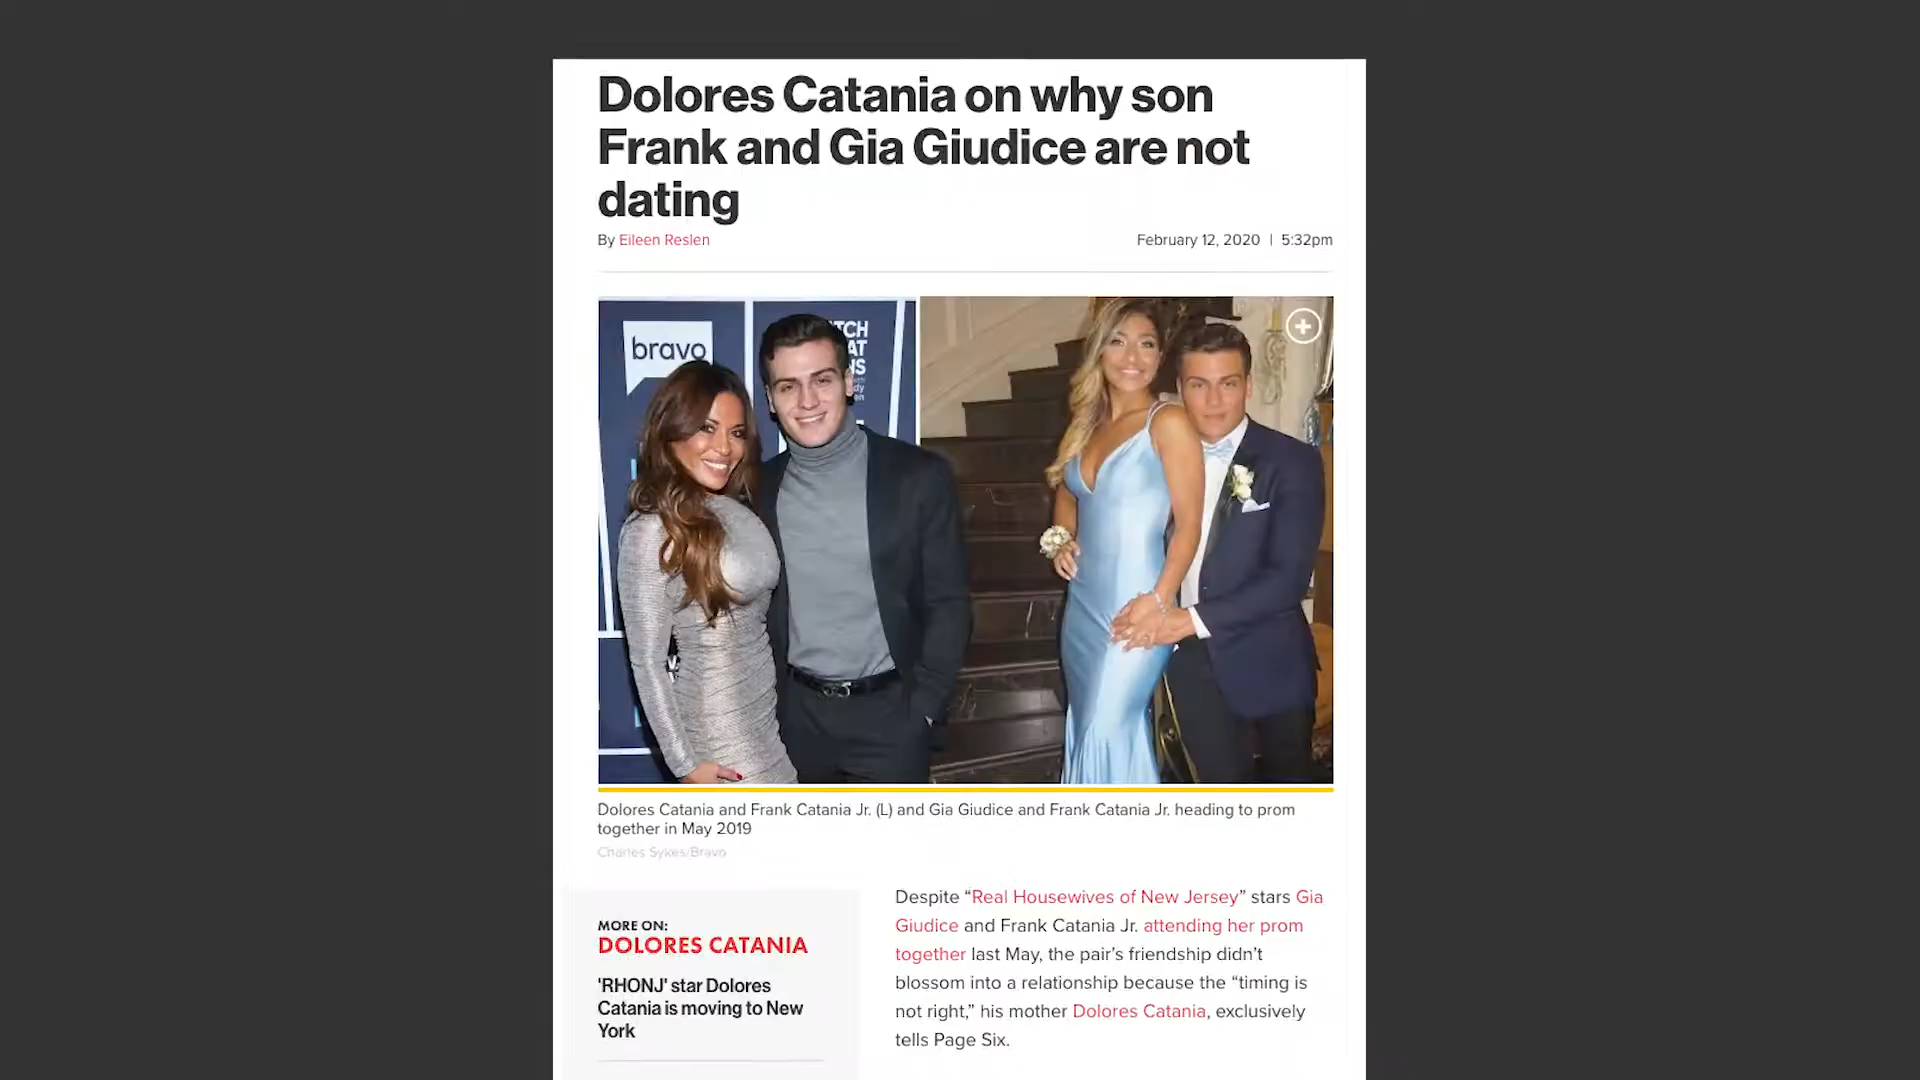 Dolores Catania on why son
Frank and Gia Giudice are not
dating
By Eileen Reslen
February 12, 2020 | 5:32pm
bravo
TCH
AT
NS
Dolores Catania and Frank Catania Jr. (L) and Gia Giudice and Frank Catania Jr. heading to prom
together in May 2019
Charles Sykes/Bravo
MORE ON:
DOLORES CATANIA
'RHONJ' star Dolores
Catania is moving to New
York
Despite “Real Housewives of New Jersey” stars Gia
Giudice and Frank Catania Jr. attending her prom
together last May, the pair’s friendship didn’t
blossom into a relationship because the “timing is
not right,” his mother Dolores Catania, exclusively
tells Page Six.